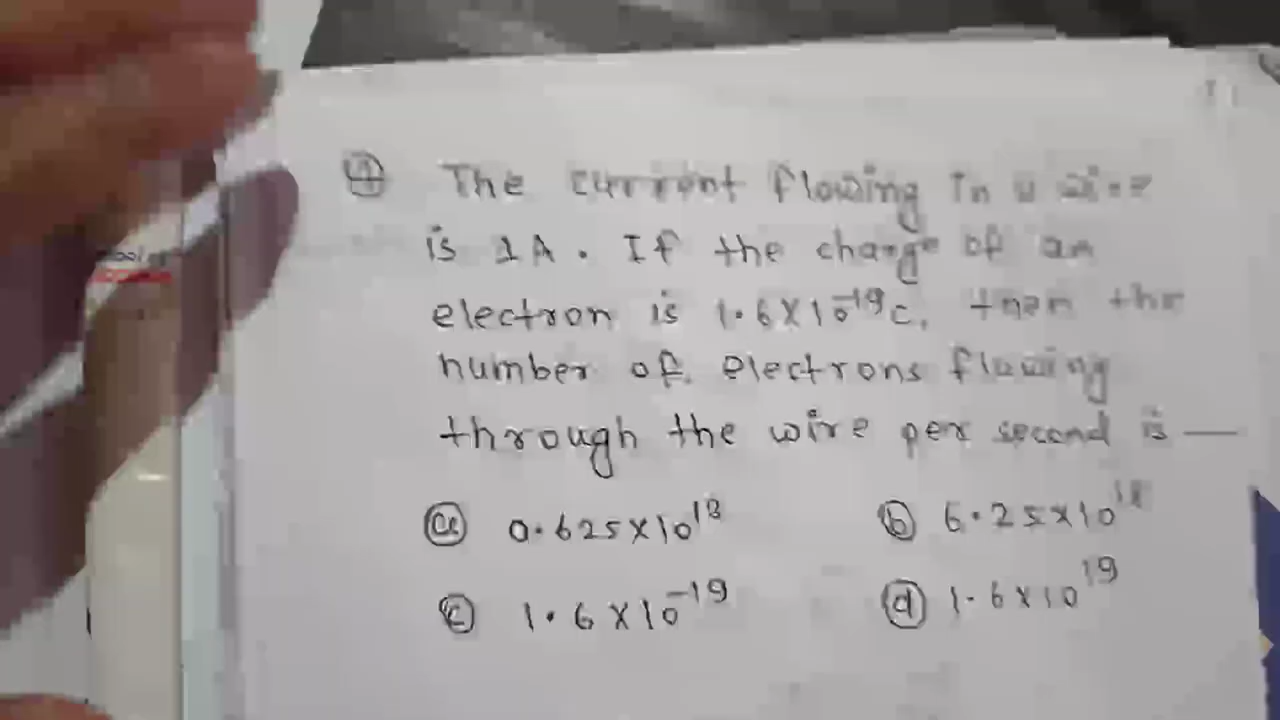 ④ The current flowing in a wire
is 1A. If the charge of an
electron is 1.6×10⁻¹⁹c, then the
number of electrons flowing
through the wire per second is —
ⓐ 0.625×10¹³ ⓑ 6.25×10¹⁸
ⓒ 1.6×10⁻¹⁹ ⓓ 1.6×10¹⁹